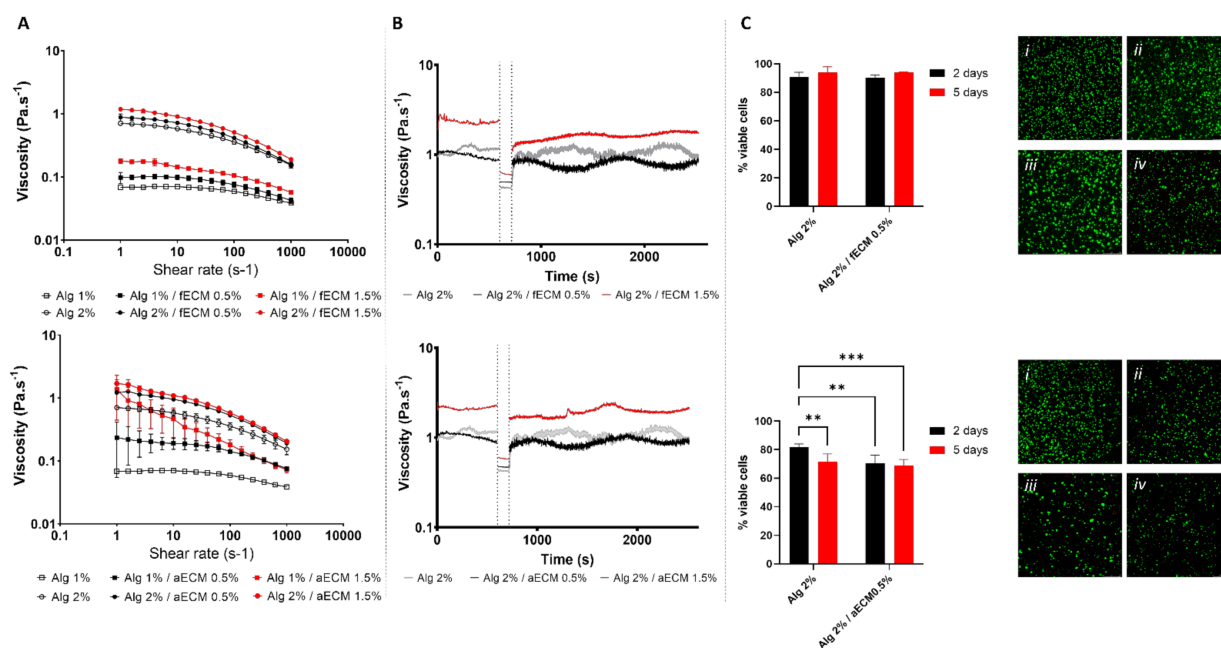 A
Viscosity (Pa.s⁻¹)
10
1
0.1
0.01
0.1
1
10
100
1000
10000
Shear rate (s-1)
Alg 1%
Alg 1% / fECM 0.5%
Alg 1% / fECM 1.5%
Alg 2%
Alg 2% / fECM 0.5%
Alg 2% / fECM 1.5%
Viscosity (Pa.s⁻¹)
10
1
0.1
0.01
0.1
1
10
100
1000
10000
Shear rate (s-1)
Alg 1%
Alg 1% / aECM 0.5%
Alg 1% / aECM 1.5%
Alg 2%
Alg 2% / aECM 0.5%
Alg 2% / aECM 1.5%
B
Viscosity (Pa.s⁻¹)
10
1
0.1
0
1000
2000
Time (s)
Alg 2%
Alg 2% / fECM 0.5%
Alg 2% / fECM 1.5%
Viscosity (Pa.s⁻¹)
10
1
0.1
0
1000
2000
Time (s)
Alg 2%
Alg 2% / aECM 0.5%
Alg 2% / aECM 1.5%
C
% viable cells
100
80
60
40
20
0
Alg 2%
Alg 2% / fECM 0.5%
2 days
5 days
i
ii
iii
iv
% viable cells
100
80
60
40
20
0
***
**
**
Alg 2%
Alg 2% / aECM0.5%
2 days
5 days
i
ii
iii
iv